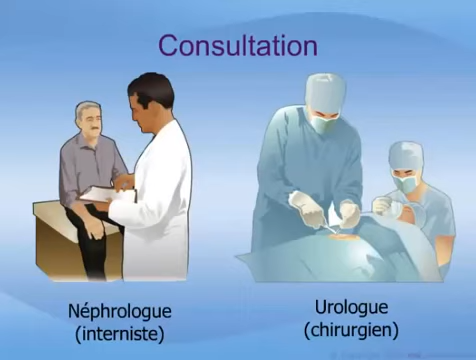 Consultation
Néphrologue
(interniste)
Urologue
(chirurgien)